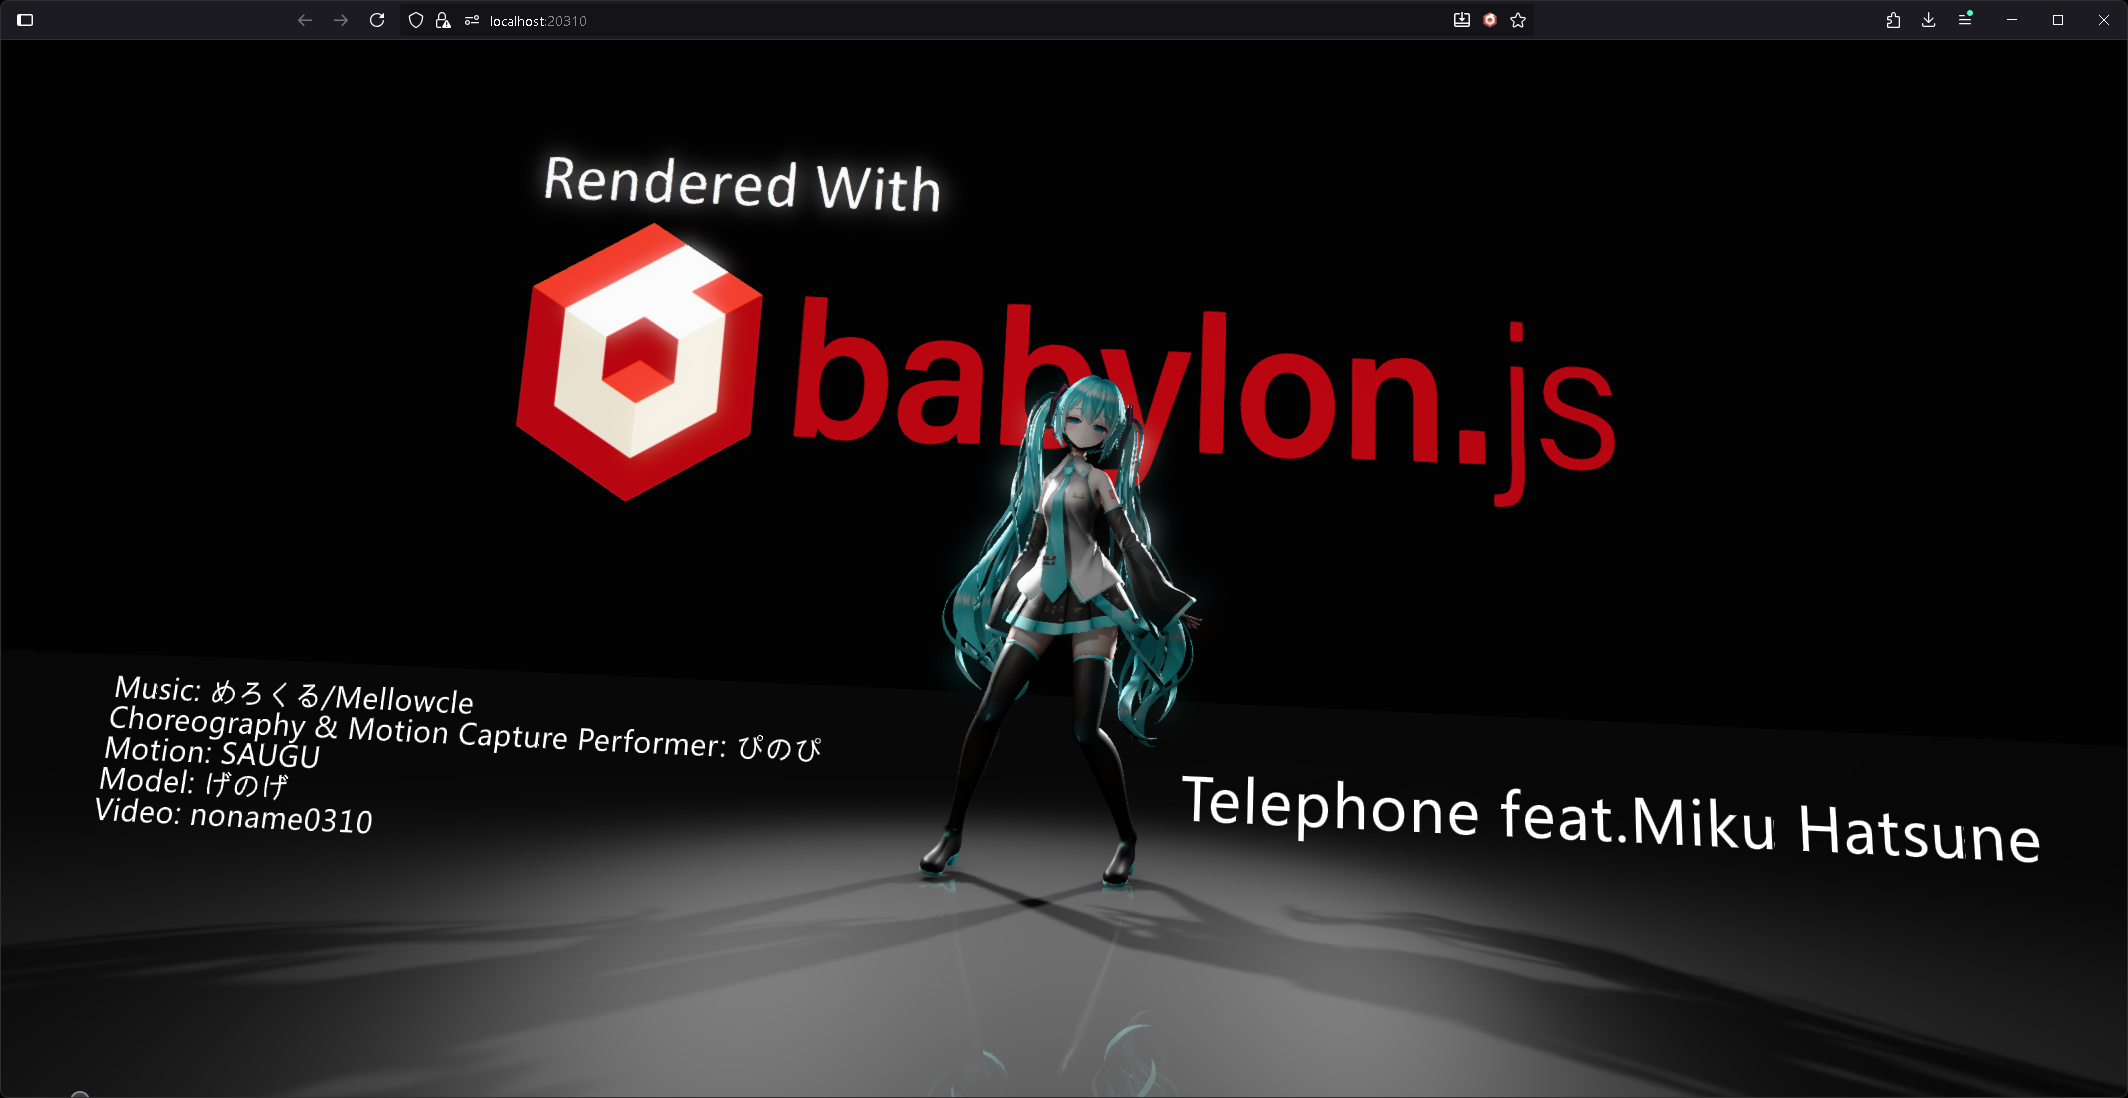 localhost:20310
Rendered With
babylon.js
Music: めろくる/Mellowcle
Choreography & Motion Capture Performer: ぴのぴ
Motion: SAUGU
Model: げのげ
Video: noname0310
Telephone feat.Miku Hatsune